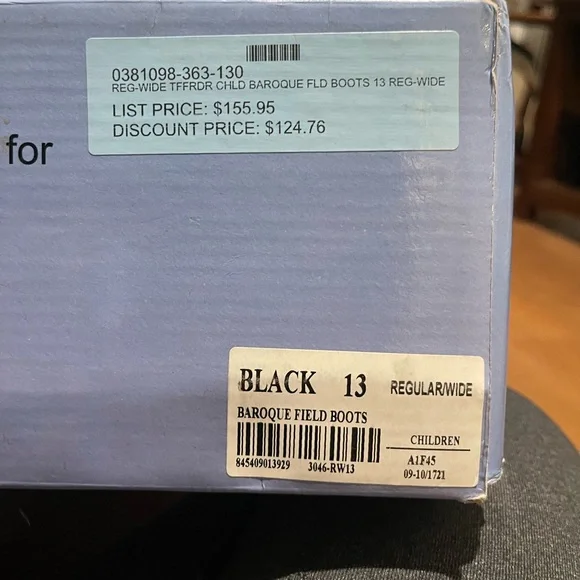 0381098-363-130
REG-WIDE TFFRDR CHLD BAROQUE FLD BOOTS 13 REG-WIDE
LIST PRICE: $155.95
DISCOUNT PRICE: $124.76
for
BLACK 13 REGULAR/WIDE
BAROQUE FIELD BOOTS
CHILDREN
845409013929 3046-RW13
A1F45
09-10/1721